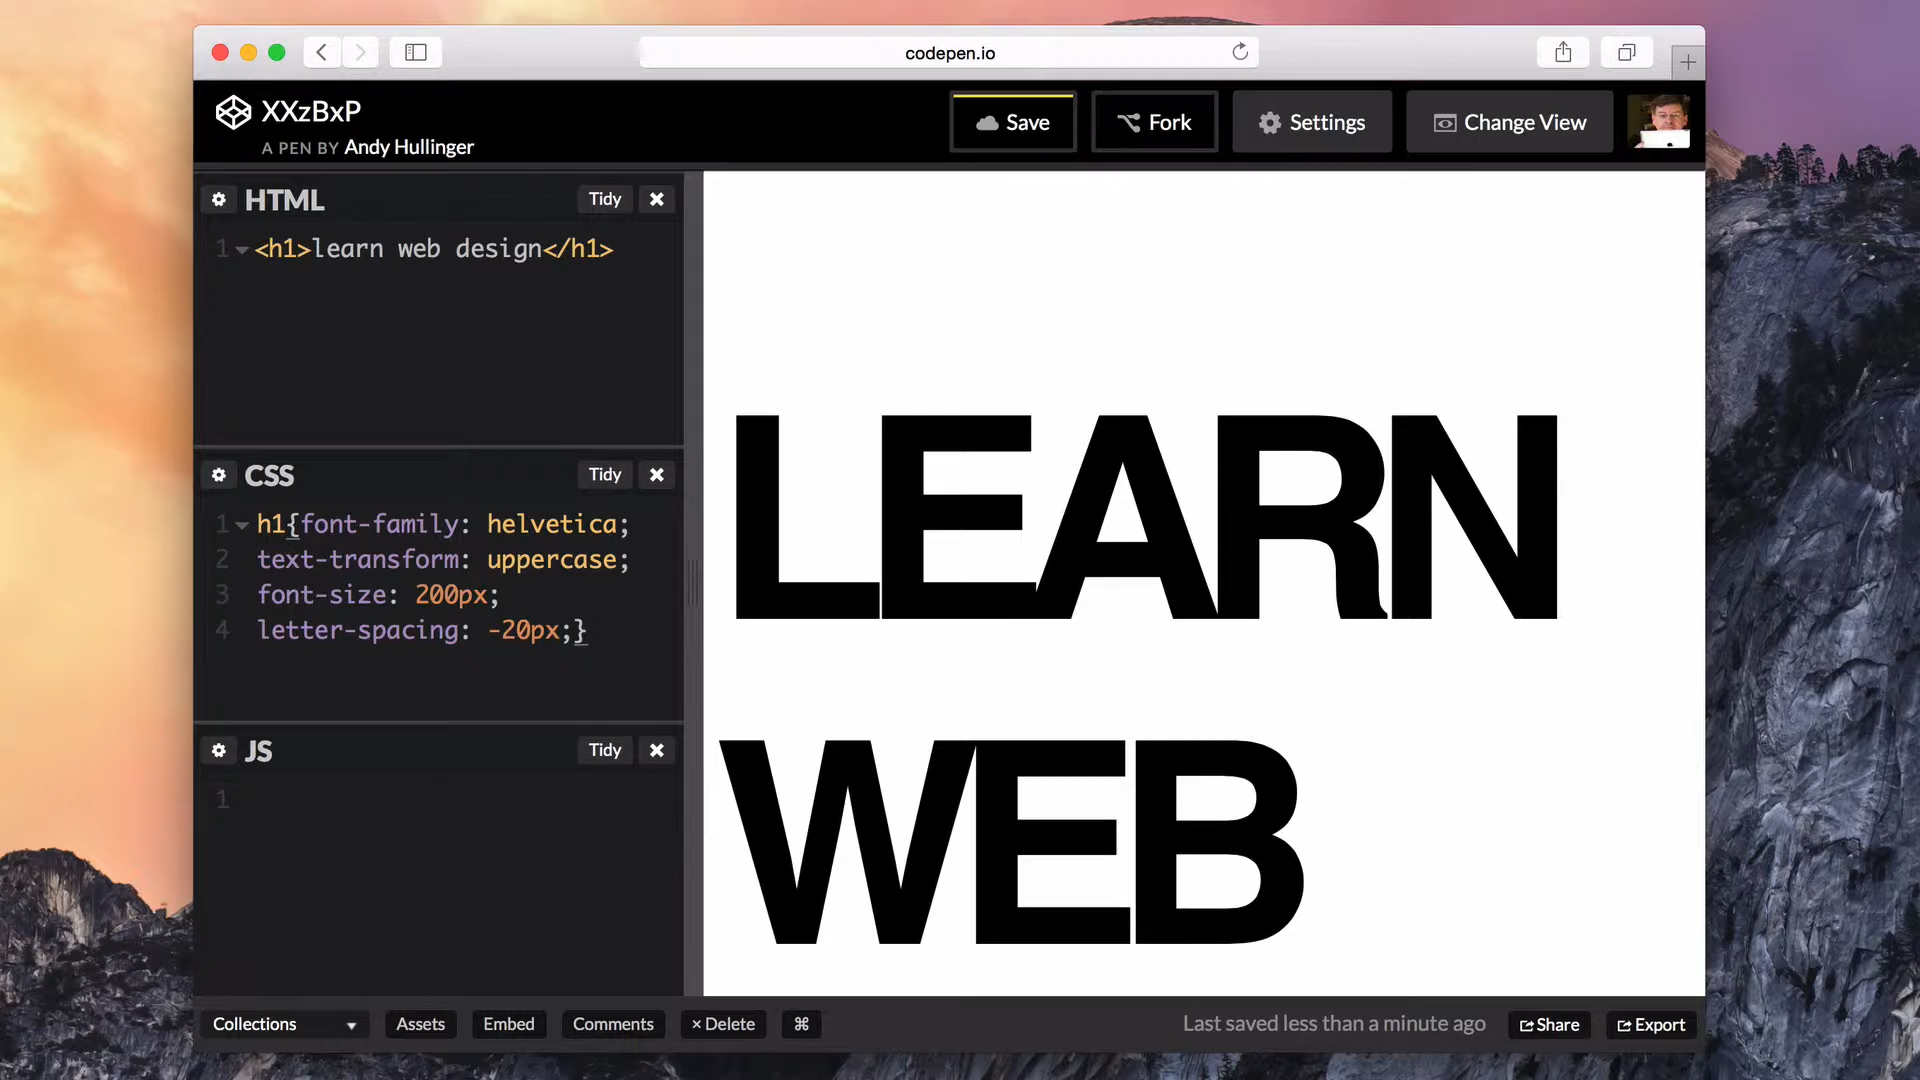 codepen.io
XXzBxP
A PEN BY Andy Hullinger
Save
Fork
Settings
Change View
HTML
Tidy
1
<h1>learn web design</h1>
CSS
Tidy
1 h1{font-family: helvetica;
2 text-transform: uppercase;
3 font-size: 200px;
4 letter-spacing: -20px;}
JS
Tidy
1
LEARN
WEB
Collections
Assets
Embed
Comments
× Delete
⌘
Last saved less than a minute ago
Share
Export